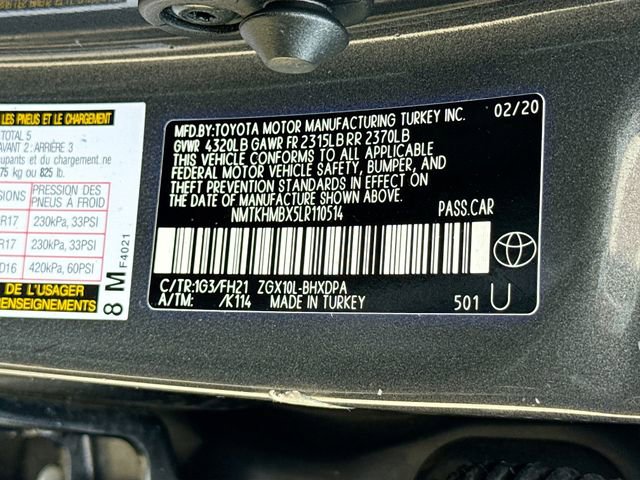 LES PNEUS ET LE CHARGEMENT
TOTAL 5
AVANT 2: ARRIÈRE 3
upants et du chargement
75 kg ou 825 lb.
PRESSION DES
PNEUS À FROID
230kPa, 33PSI
R17 230kPa, 33PSI
D16 420kPa, 60PSI
DE L'USAGER
RENSEIGNEMENTS
8 M F4021
MFD.BY:TOYOTA MOTOR MANUFACTURING TURKEY INC. 02/20
GVWR 4320LB GAWR FR 2315LB RR 2370LB
THIS VEHICLE CONFORMS TO ALL APPLICABLE
FEDERAL MOTOR VEHICLE SAFETY, BUMPER, AND
THEFT PREVENTION STANDARDS IN EFFECT ON THE
DATE OF MANUFACTURE SHOWN ABOVE.
NMTKHMBX5LR110514 PASS.CAR
C/TR:1G3/FH21 ZGX10L-BHXDPA
A/TM: /K114 MADE IN TURKEY 501 U